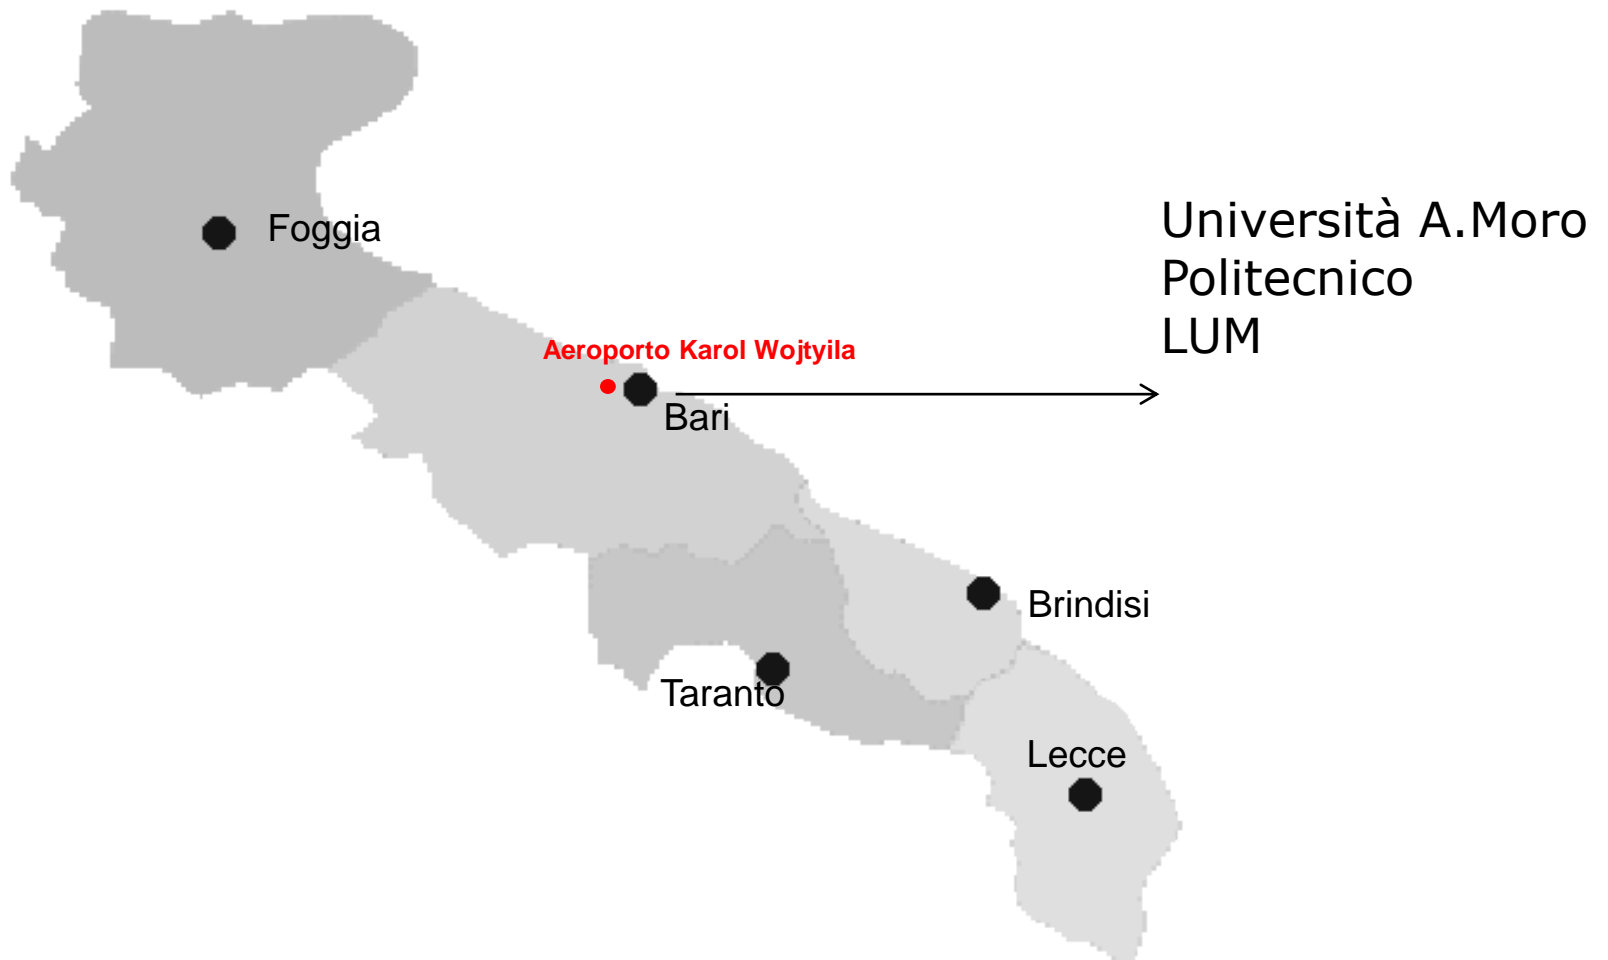 Foggia
Università A.Moro
Politecnico
LUM
Aeroporto Karol Wojtyila
Bari
Brindisi
Taranto
Lecce